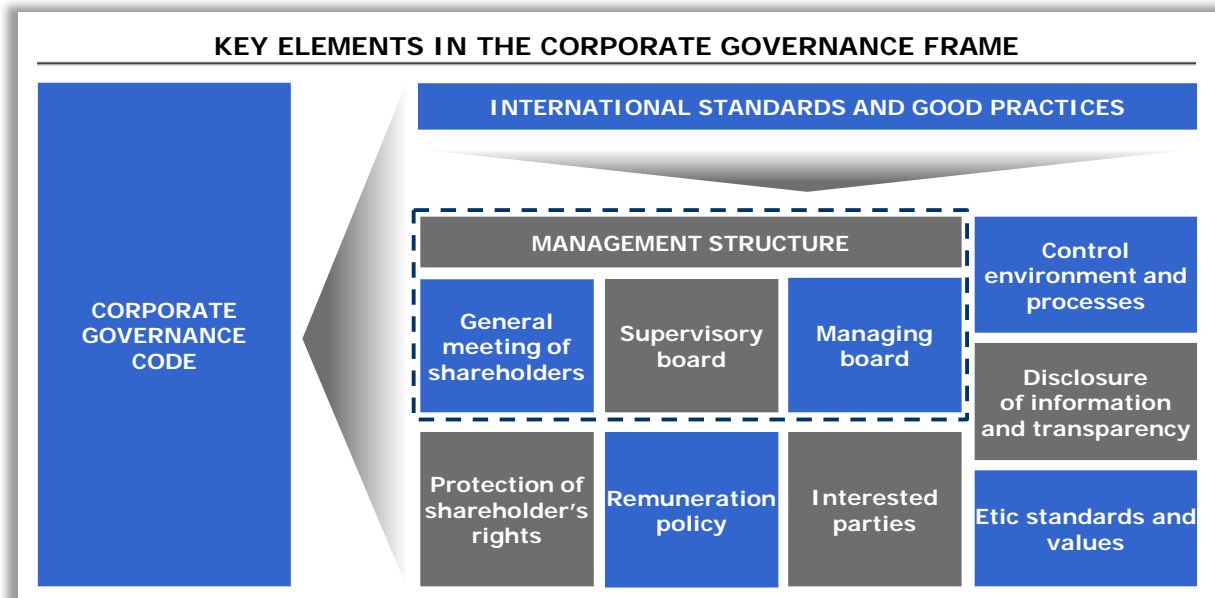 KEY ELEMENTS IN THE CORPORATE GOVERNANCE FRAME
CORPORATE
GOVERNANCE
CODE
INTERNATIONAL STANDARDS AND GOOD PRACTICES
MANAGEMENT STRUCTURE
General
meeting of
shareholders
Supervisory
board
Managing
board
Control
environment and
processes
Disclosure
of information
and transparency
Protection of
shareholder's
rights
Remuneration
policy
Interested
parties
Etic standards and
values